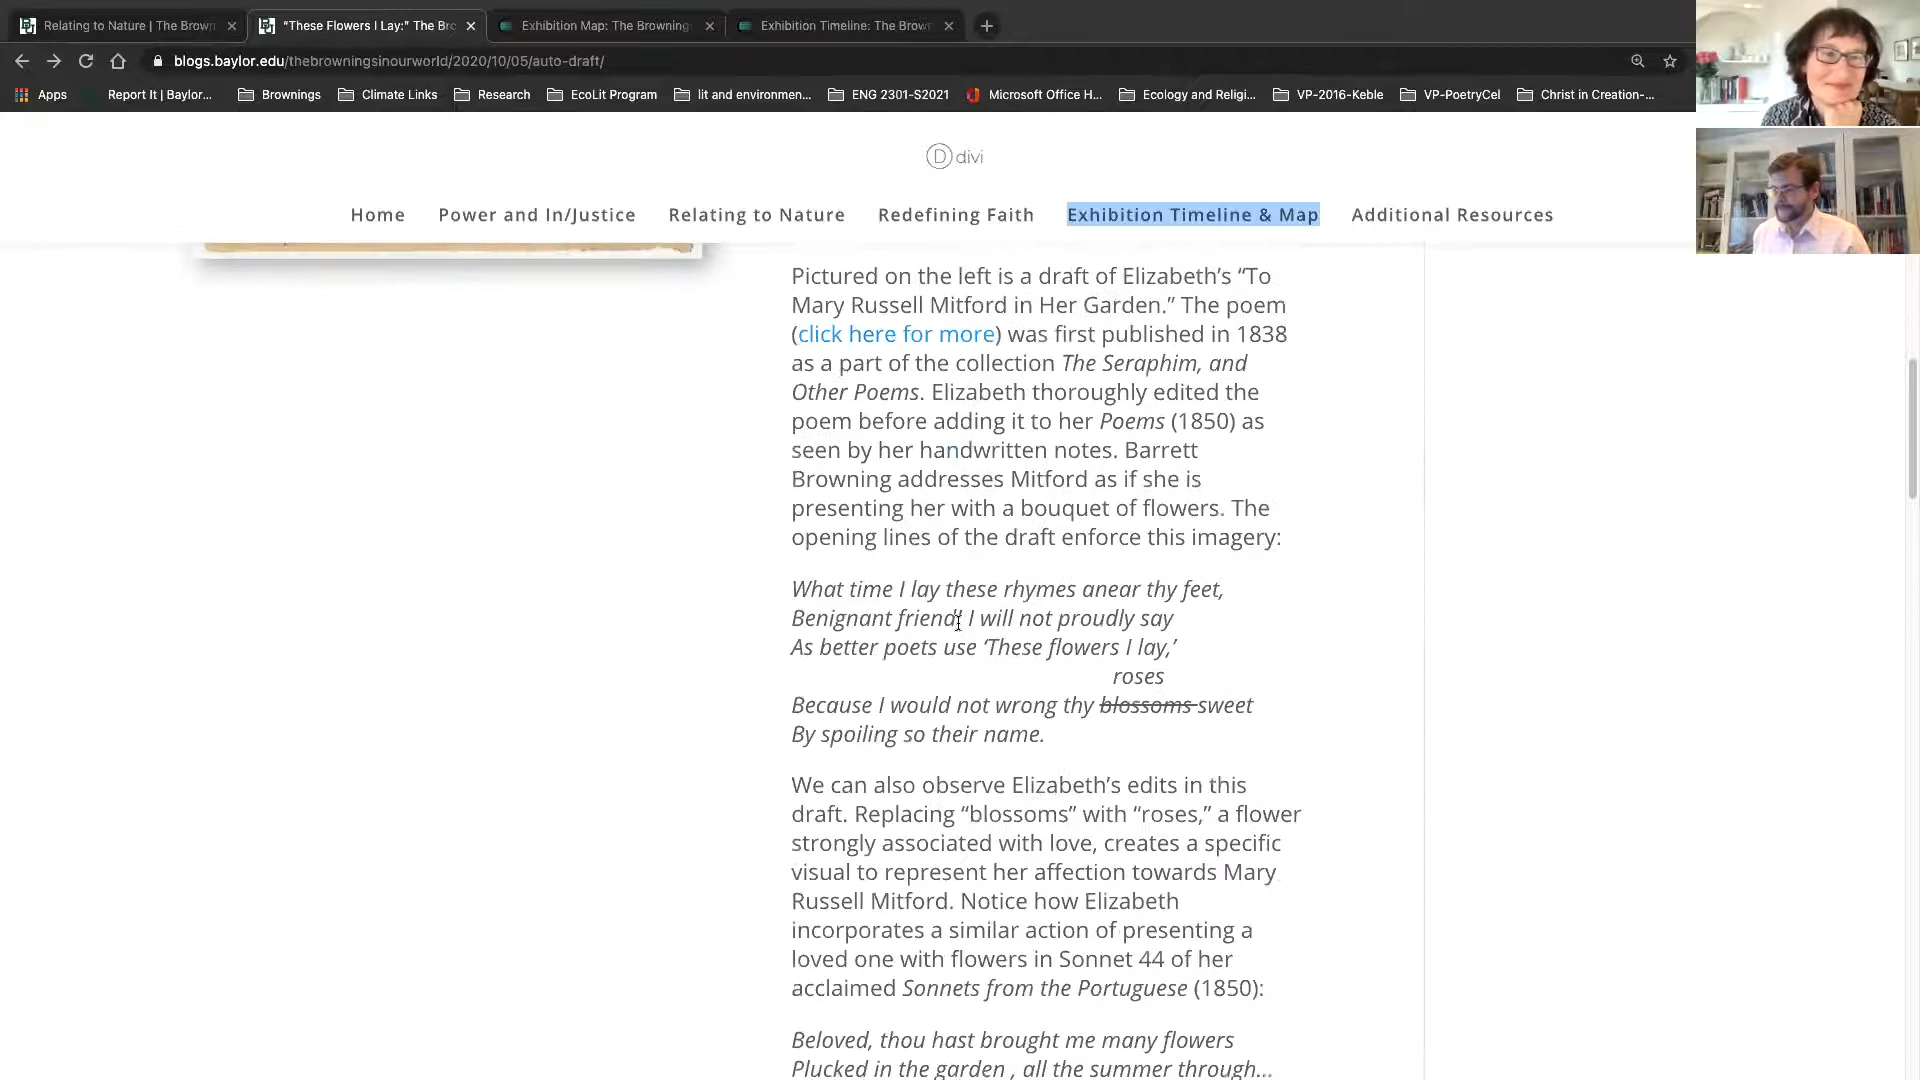 Relating to Nature | The Brown
"These Flowers I Lay:" The Bro
Exhibition Map: The Browning
Exhibition Timeline: The Brow
blogs.baylor.edu/thebrowningsinourworld/2020/10/05/auto-draft/
Apps
Report It | Baylor...
Brownings
Climate Links
Research
EcoLit Program
lit and environmen...
ENG 2301-S2021
Microsoft Office H...
Ecology and Religi...
VP-2016-Keble
VP-PoetryCel
Christ in Creation-...
D divi
Home
Power and In/Justice
Relating to Nature
Redefining Faith
Exhibition Timeline & Map
Additional Resources
Pictured on the left is a draft of Elizabeth’s “To
Mary Russell Mitford in Her Garden.” The poem
(click here for more) was first published in 1838
as a part of the collection The Seraphim, and
Other Poems. Elizabeth thoroughly edited the
poem before adding it to her Poems (1850) as
seen by her handwritten notes. Barrett
Browning addresses Mitford as if she is
presenting her with a bouquet of flowers. The
opening lines of the draft enforce this imagery:
What time I lay these rhymes anear thy feet,
Benignant friend I will not proudly say
As better poets use ‘These flowers I lay,’
roses
Because I would not wrong thy blossoms sweet
By spoiling so their name.
We can also observe Elizabeth’s edits in this
draft. Replacing “blossoms” with “roses,” a flower
strongly associated with love, creates a specific
visual to represent her affection towards Mary
Russell Mitford. Notice how Elizabeth
incorporates a similar action of presenting a
loved one with flowers in Sonnet 44 of her
acclaimed Sonnets from the Portuguese (1850):
Beloved, thou hast brought me many flowers
Plucked in the garden , all the summer through...